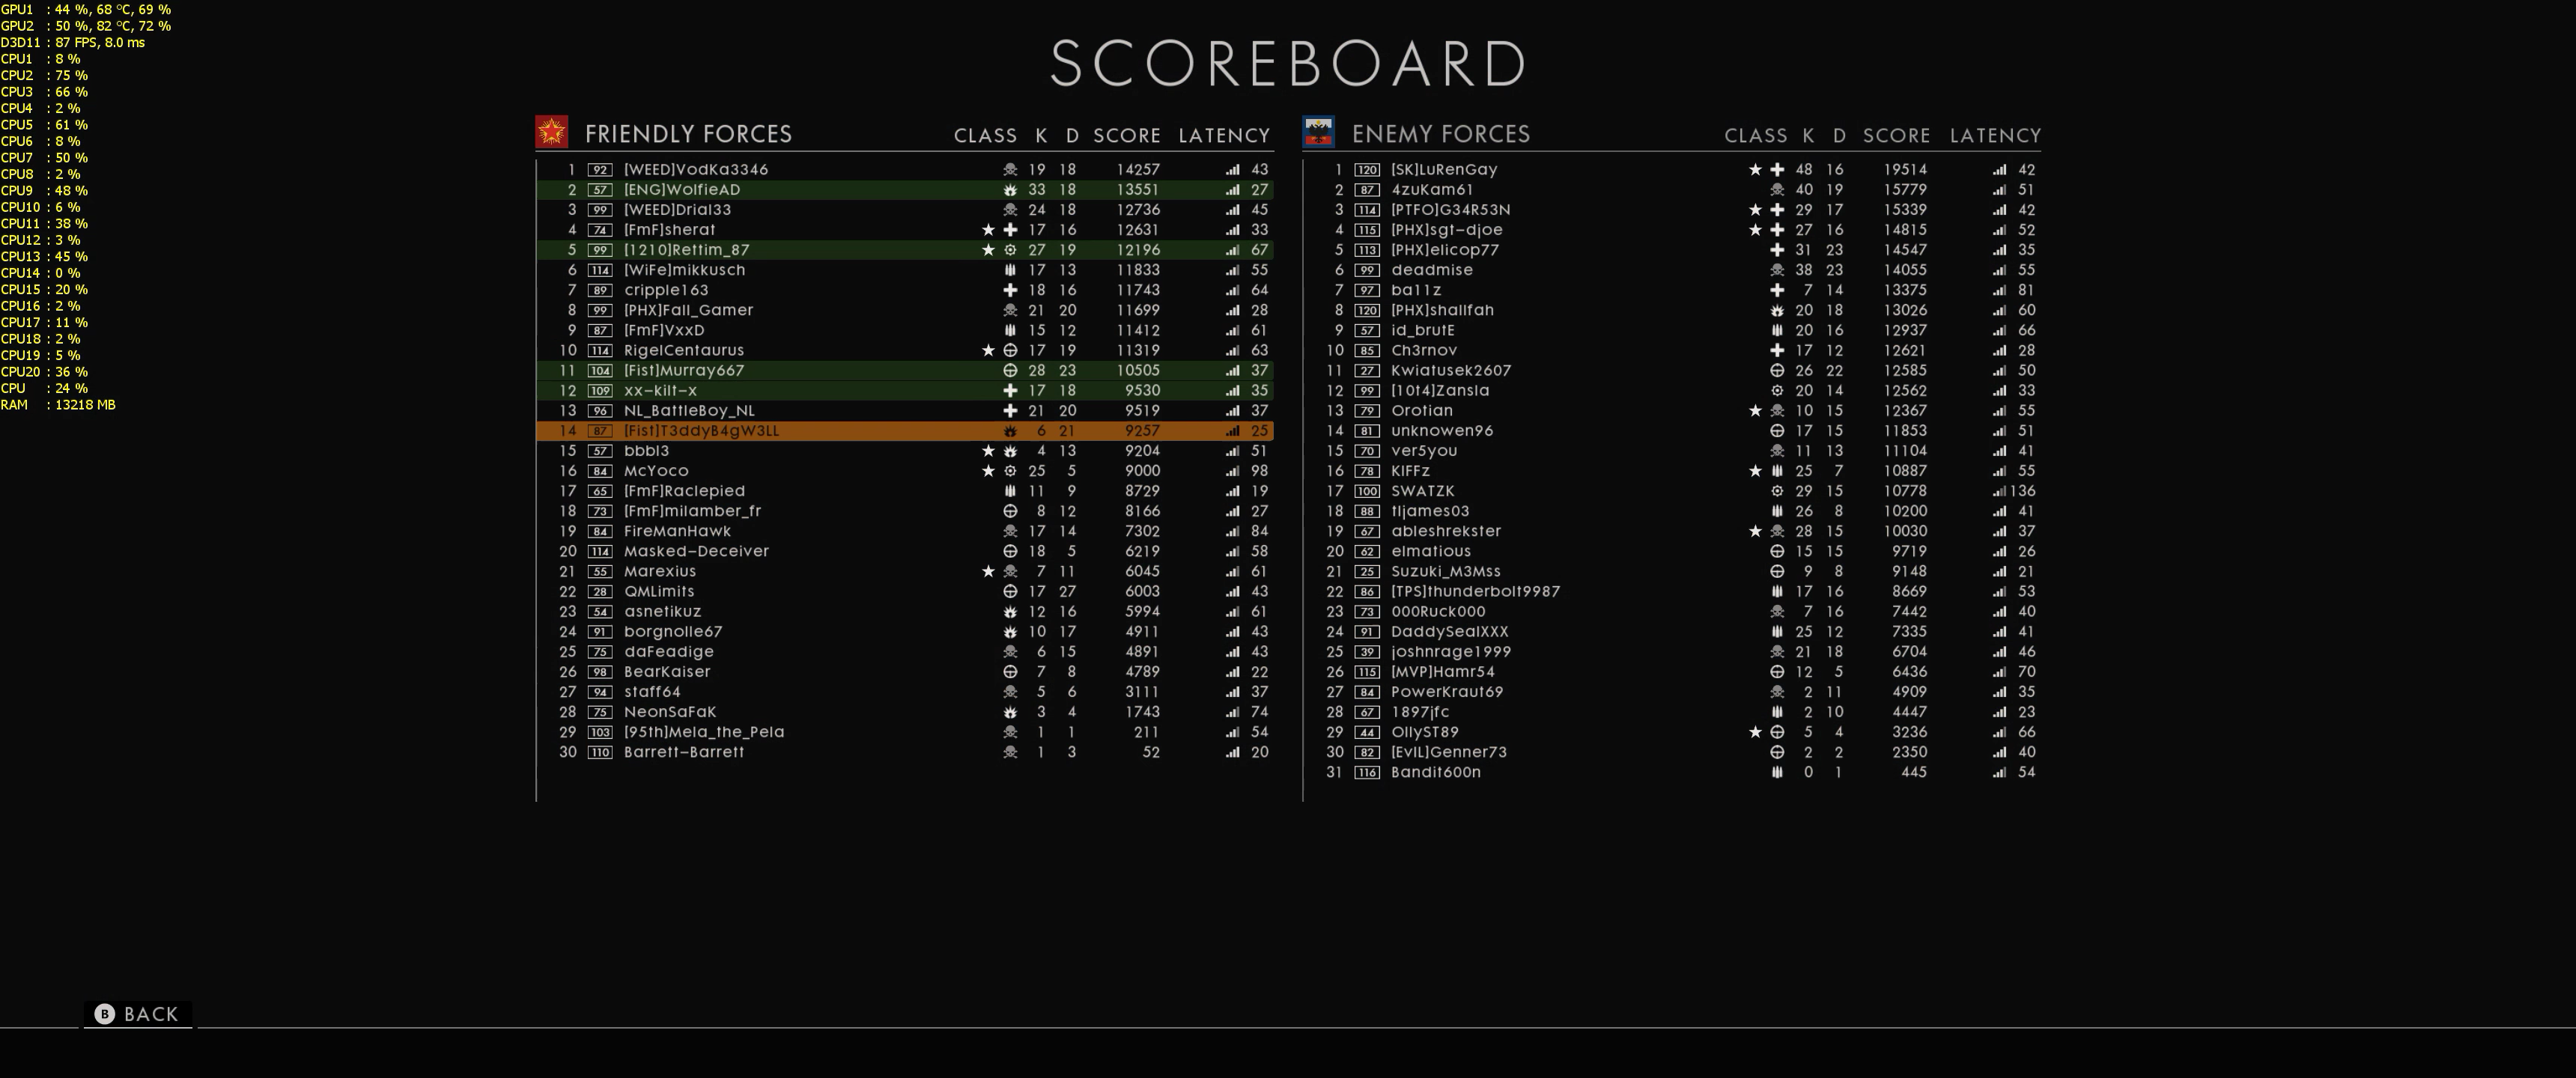 GPU1 : 44 %, 68 °C, 69 %
GPU2 : 50 %, 82 °C, 72 %
D3D11 : 87 FPS, 8.0 ms
CPU1 : 8 %
CPU2 : 75 %
CPU3 : 66 %
CPU4 : 2 %
CPU5 : 61 %
CPU6 : 8 %
CPU7 : 50 %
CPU8 : 2 %
CPU9 : 48 %
CPU10 : 6 %
CPU11 : 38 %
CPU12 : 3 %
CPU13 : 45 %
CPU14 : 0 %
CPU15 : 20 %
CPU16 : 2 %
CPU17 : 11 %
CPU18 : 2 %
CPU19 : 5 %
CPU20 : 36 %
CPU : 24 %
RAM : 13218 MB
SCOREBOARD
FRIENDLY FORCES CLASS K D SCORE LATENCY
1 92 [WEED]VodKa3346 19 18 14257 43
2 57 [ENG]WolfieAD 33 18 13551 27
3 99 [WEED]Drial33 24 18 12736 45
4 74 [FmF]sherat 17 16 12631 33
5 99 [1210]Rettim_87 27 19 12196 67
6 114 [WiFe]mikkusch 17 13 11833 55
7 89 cripple163 18 16 11743 64
8 99 [PHX]Fall_Gamer 21 20 11699 28
9 87 [FmF]VxxD 15 12 11412 61
10 114 RigelCentaurus 17 19 11319 63
11 104 [Fist]Murray667 28 23 10505 37
12 109 xx-kilt-x 17 18 9530 35
13 96 NL_BattleBoy_NL 21 20 9519 37
14 87 [Fist]T3ddyB4gW3LL 6 21 9257 25
15 57 bbbl3 4 13 9204 51
16 84 McYoco 25 5 9000 98
17 65 [FmF]Raclepied 11 9 8729 19
18 73 [FmF]milamber_fr 8 12 8166 27
19 84 FireManHawk 17 14 7302 84
20 114 Masked-Deceiver 18 5 6219 58
21 55 Marexius 7 11 6045 61
22 28 QMLimits 17 27 6003 43
23 54 asnetikuz 12 16 5994 61
24 91 borgnolle67 10 17 4911 43
25 75 daFeadige 6 15 4891 43
26 98 BearKaiser 7 8 4789 22
27 94 staff64 5 6 3111 37
28 75 NeonSaFaK 3 4 1743 74
29 103 [95th]Mela_the_Pela 1 1 211 54
30 110 Barrett-Barrett 1 3 52 20
ENEMY FORCES CLASS K D SCORE LATENCY
1 120 [SK]LuRenGay 48 16 19514 42
2 87 4zuKam61 40 19 15779 51
3 114 [PTFO]G34R53N 29 17 15339 42
4 115 [PHX]sgt-djoe 27 16 14815 52
5 113 [PHX]elicop77 31 23 14547 35
6 99 deadmise 38 23 14055 55
7 97 ba11z 7 14 13375 81
8 120 [PHX]shallfah 20 18 13026 60
9 57 id_brutE 20 16 12937 66
10 85 Ch3rnov 17 12 12621 28
11 27 Kwiatusek2607 26 22 12585 50
12 99 [10t4]Zansla 20 14 12562 33
13 79 Orotian 10 15 12367 55
14 81 unknowen96 17 15 11853 51
15 70 ver5you 11 13 11104 41
16 78 KIFFz 25 7 10887 55
17 100 SWATZK 29 15 10778 136
18 88 tljames03 26 8 10200 41
19 67 ableshrekster 28 15 10030 37
20 62 elmatious 15 15 9719 26
21 25 Suzuki_M3Mss 9 8 9148 21
22 86 [TPS]thunderbolt9987 17 16 8669 53
23 73 000Ruck000 7 16 7442 40
24 91 DaddySealXXX 25 12 7335 41
25 39 joshnrage1999 21 18 6704 46
26 115 [MVP]Hamr54 12 5 6436 70
27 84 PowerKraut69 2 11 4909 35
28 67 1897jfc 2 10 4447 23
29 44 OllyST89 5 4 3236 66
30 82 [EvIL]Genner73 2 2 2350 40
31 116 Bandit600n 0 1 445 54
B BACK